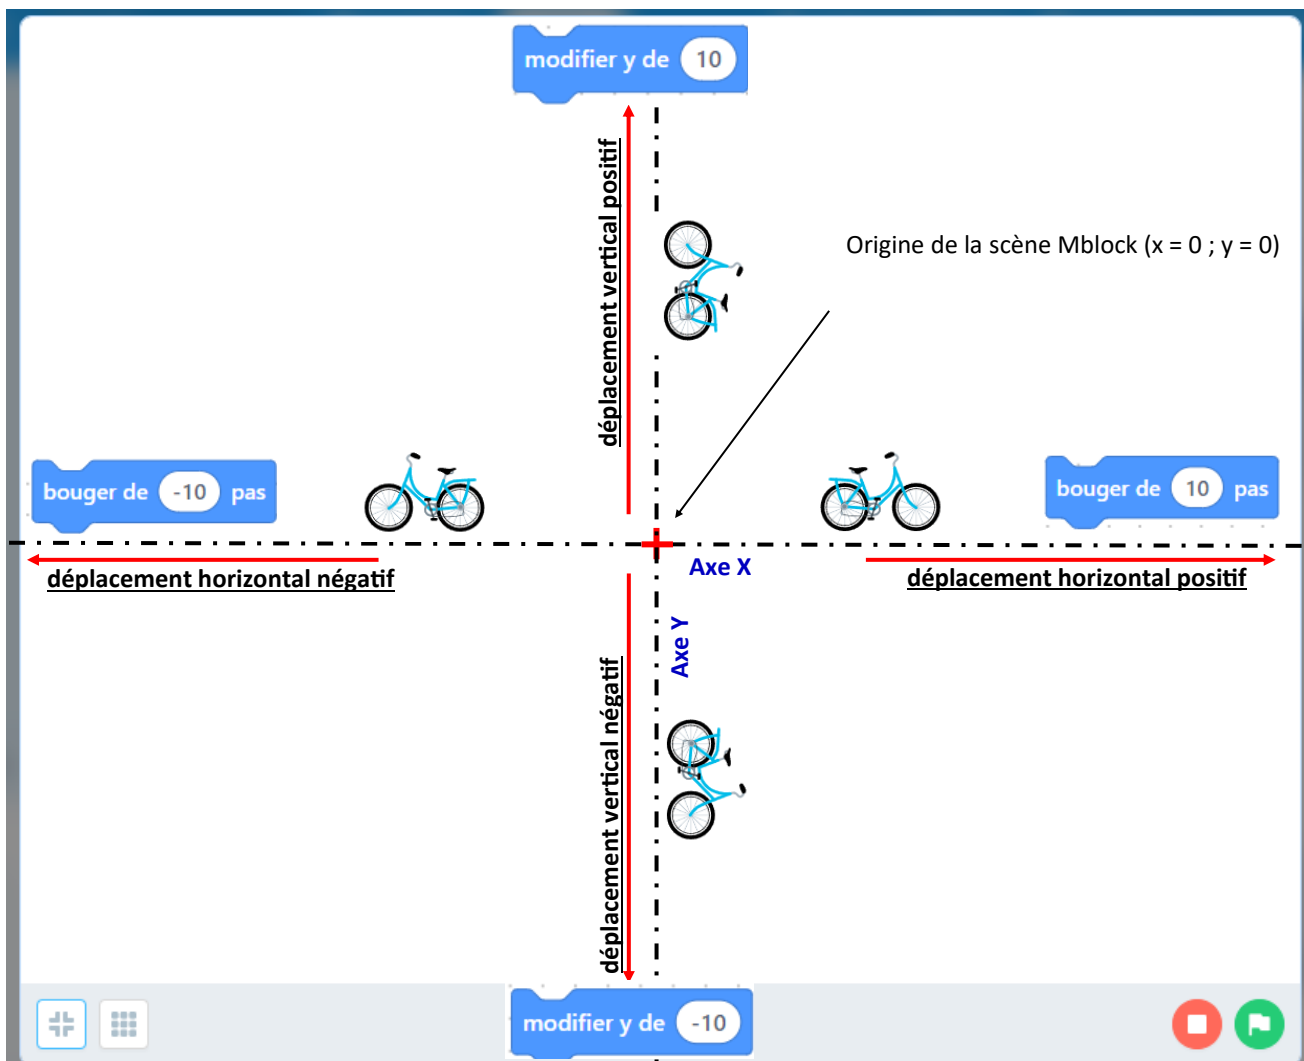 modifier y de 10
déplacement vertical positif
Origine de la scène Mblock (x = 0 ; y = 0)
bouger de -10 pas
bouger de 10 pas
déplacement horizontal négatif
Axe X
déplacement horizontal positif
Axe Y
déplacement vertical négatif
modifier y de -10